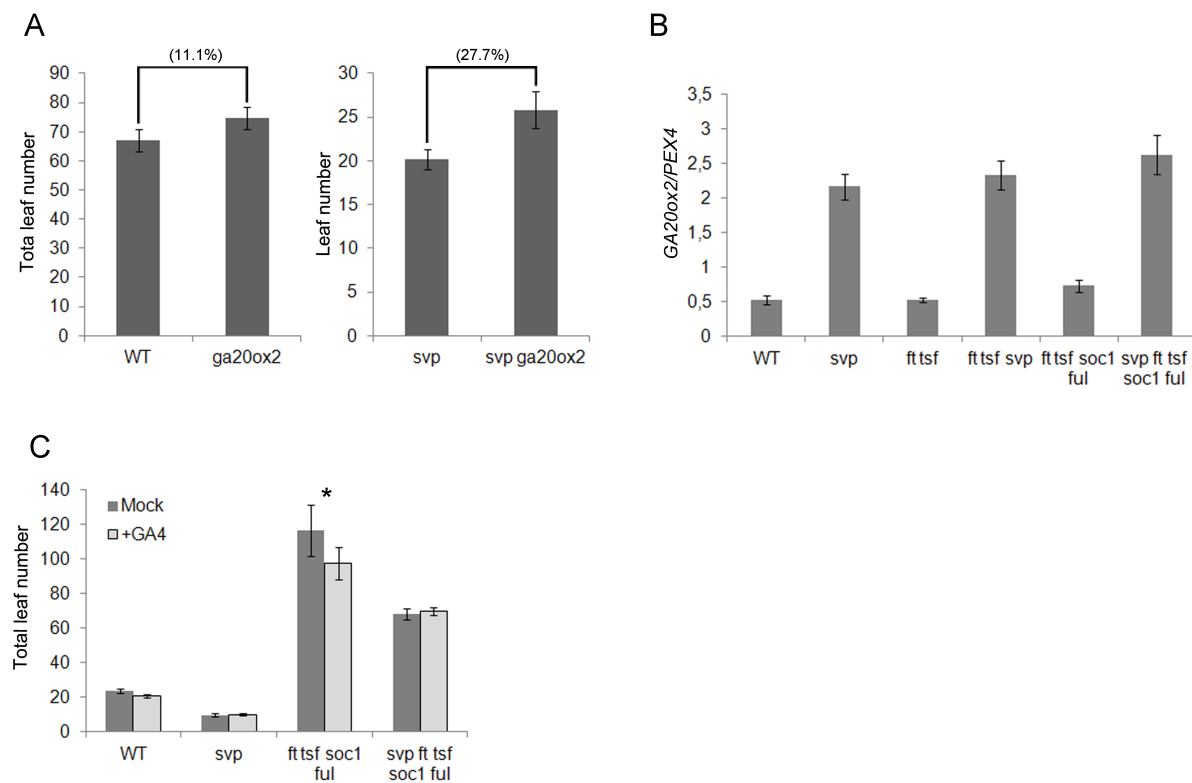 A
(11.1%)
(27.7%)
Tota leaf number
90
80
70
60
50
40
30
20
10
0
WT
ga20ox2
Leaf number
30
25
20
15
10
5
0
svp
svp ga20ox2
B
GA20ox2/PEX4
3,5
3
2,5
2
1,5
1
0,5
0
WT
svp
ft tsf
ft tsf svp
ft tsf soc1
ful
svp ft tsf
soc1 ful
C
Total leaf number
140
120
100
80
60
40
20
0
Mock
+GA4
*
WT
svp
ft tsf soc1
ful
svp ft tsf
soc1 ful